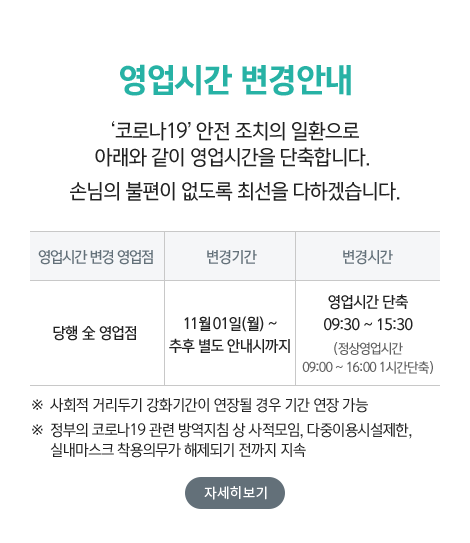 영업시간 변경안내
‘코로나19’ 안전 조치의 일환으로
아래와 같이 영업시간을 단축합니다.
손님의 불편이 없도록 최선을 다하겠습니다.
영업시간 변경 영업점 변경기간 변경시간
당행 全 영업점
11월 01일(월) ~
추후 별도 안내시까지
영업시간 단축
09:30 ~ 15:30
(정상영업시간
09:00 ~ 16:00 1시간단축)
※ 사회적 거리두기 강화기간이 연장될 경우 기간 연장 가능
※ 정부의 코로나19 관련 방역지침 상 사적모임, 다중이용시설제한,
실내마스크 착용의무가 해제되기 전까지 지속
자세히보기